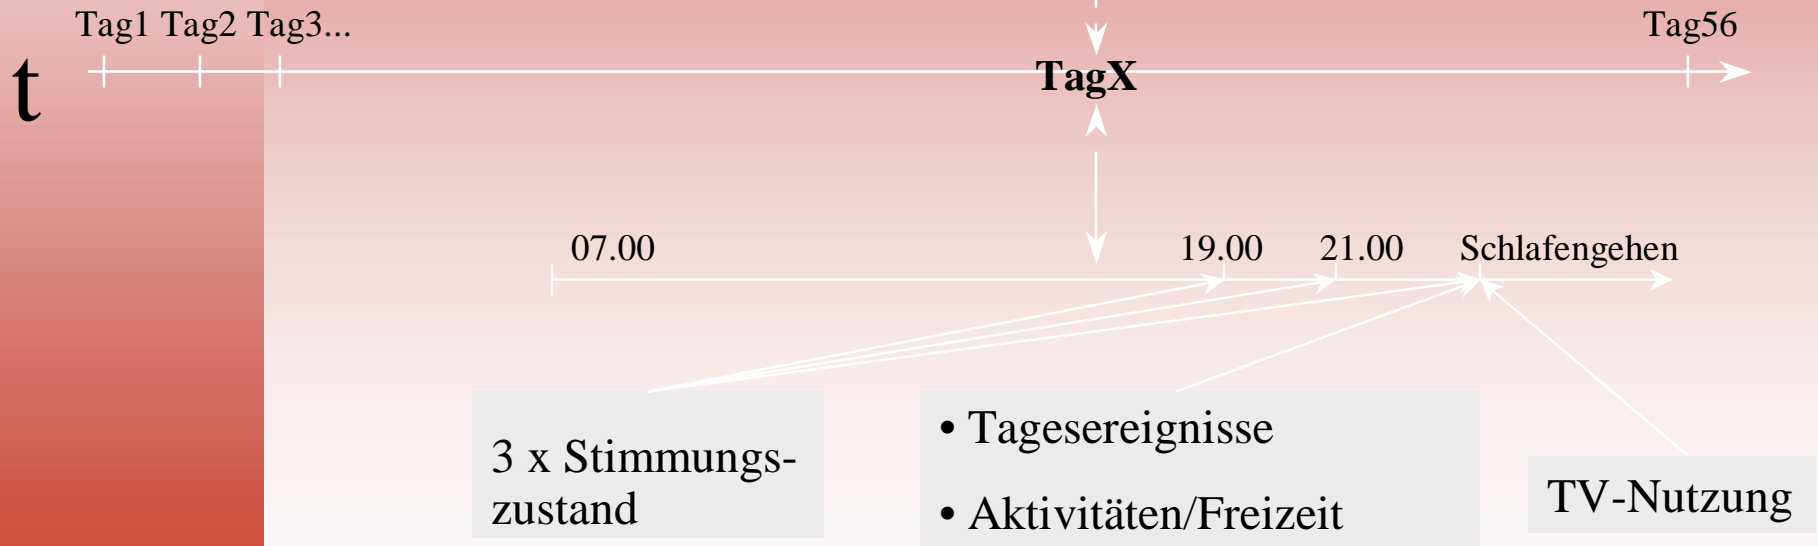 Tag1 Tag2 Tag3... Tag56
t TagX
07.00 19.00 21.00 Schlafengehen
3 x Stimmungs-
zustand
• Tagesereignisse
• Aktivitäten/Freizeit
TV-Nutzung